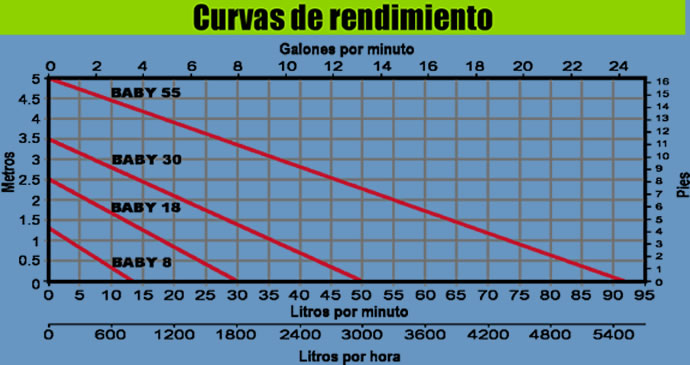 Curvas de rendimiento
Galones por minuto
0 2 3 4 6 8 10 12 14 16 18 20 22 24
5
4.5
4
3.5
3
2.5
2
1.5
1
0.5
0
Metros
BABY 55
BABY 30
BABY 18
BABY 8
16
15
14
13
12
11
10
9
8
7
6
5
4
3
2
1
0
Pies
0 5 10 15 20 25 30 35 40 45 50 55 60 65 70 75 80 85 90 95
Litros por minuto
0 600 1200 1800 2400 3000 3600 4200 4800 5400
Litros por hora